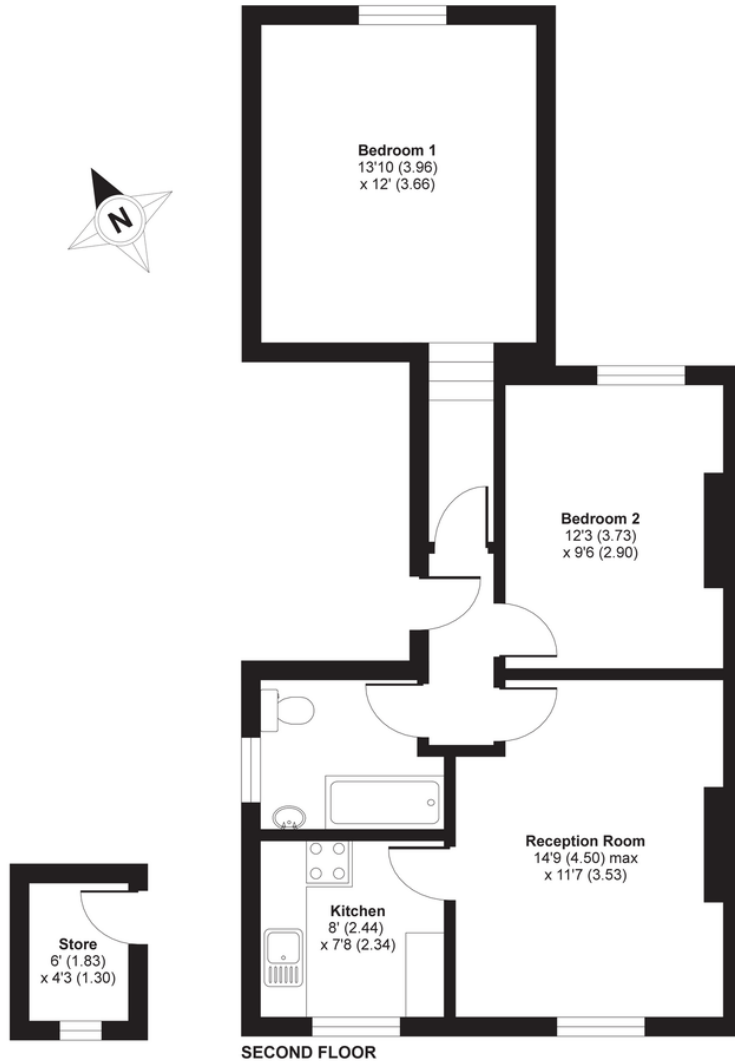 Bedroom 1
13'10 (3.96)
x 12' (3.66)
N
Bedroom 2
12'3 (3.73)
x 9'6 (2.90)
Reception Room
14'9 (4.50) max
x 11'7 (3.53)
Kitchen
8' (2.44)
x 7'8 (2.34)
Store
6' (1.83)
x 4'3 (1.30)
SECOND FLOOR